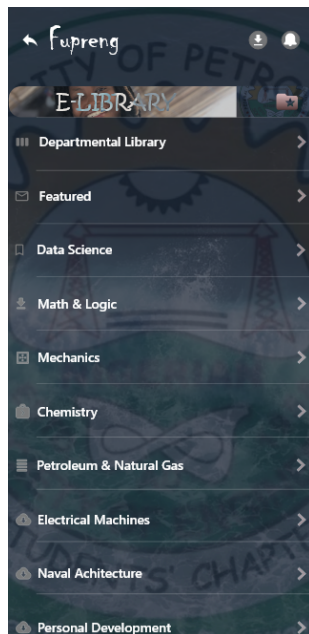 Fupreng
E-LIBRARY
Departmental Library
Featured
Data Science
Math & Logic
Mechanics
Chemistry
Petroleum & Natural Gas
Electrical Machines
Naval Achitecture
Personal Development